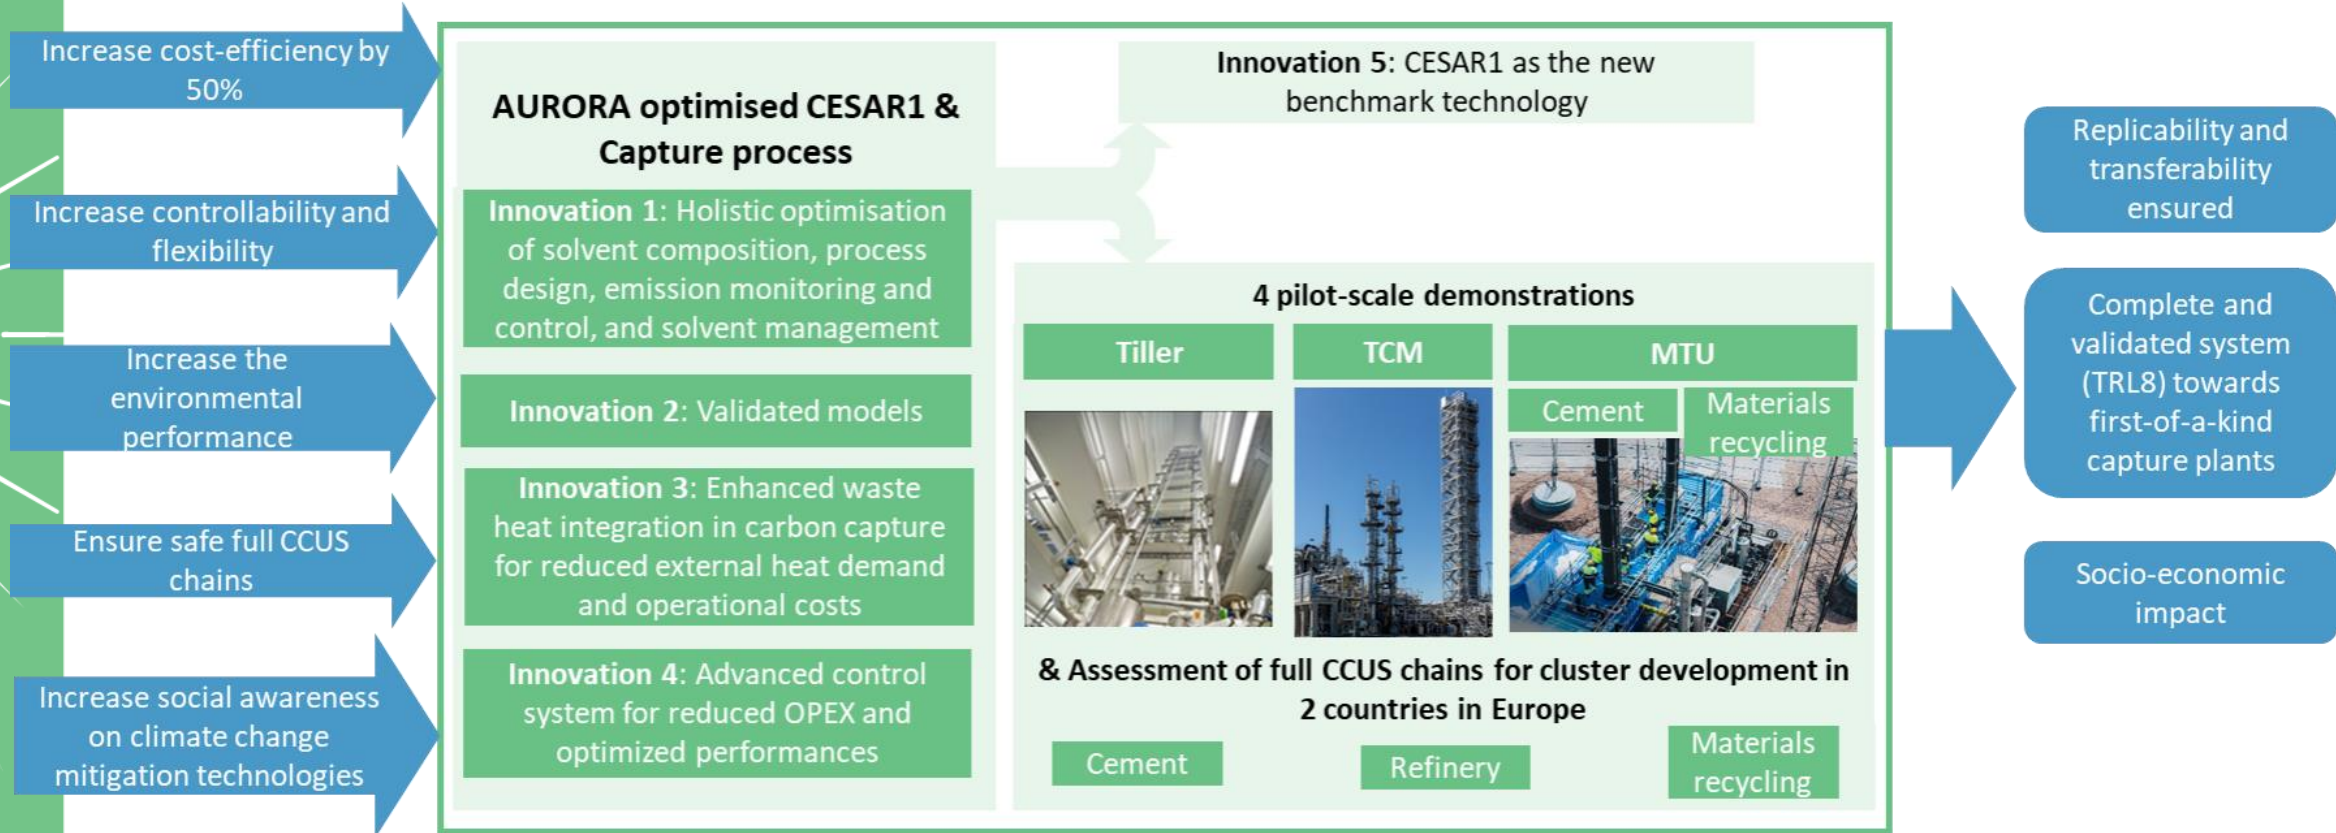 Increase cost-efficiency by
50%
Increase controllability and
flexibility
Increase the
environmental
performance
Ensure safe full CCUS
chains
Increase social awareness
on climate change
mitigation technologies
AURORA optimised CESAR1 &
Capture process
Innovation 1: Holistic optimisation
of solvent composition, process
design, emission monitoring and
control, and solvent management
Innovation 2: Validated models
Innovation 3: Enhanced waste
heat integration in carbon capture
for reduced external heat demand
and operational costs
Innovation 4: Advanced control
system for reduced OPEX and
optimized performances
Innovation 5: CESAR1 as the new
benchmark technology
4 pilot-scale demonstrations
Tiller
TCM
MTU
Cement
Materials
recycling
& Assessment of full CCUS chains for cluster development in
2 countries in Europe
Cement
Refinery
Materials
recycling
Replicability and
transferability
ensured
Complete and
validated system
(TRL8) towards
first-of-a-kind
capture plants
Socio-economic
impact